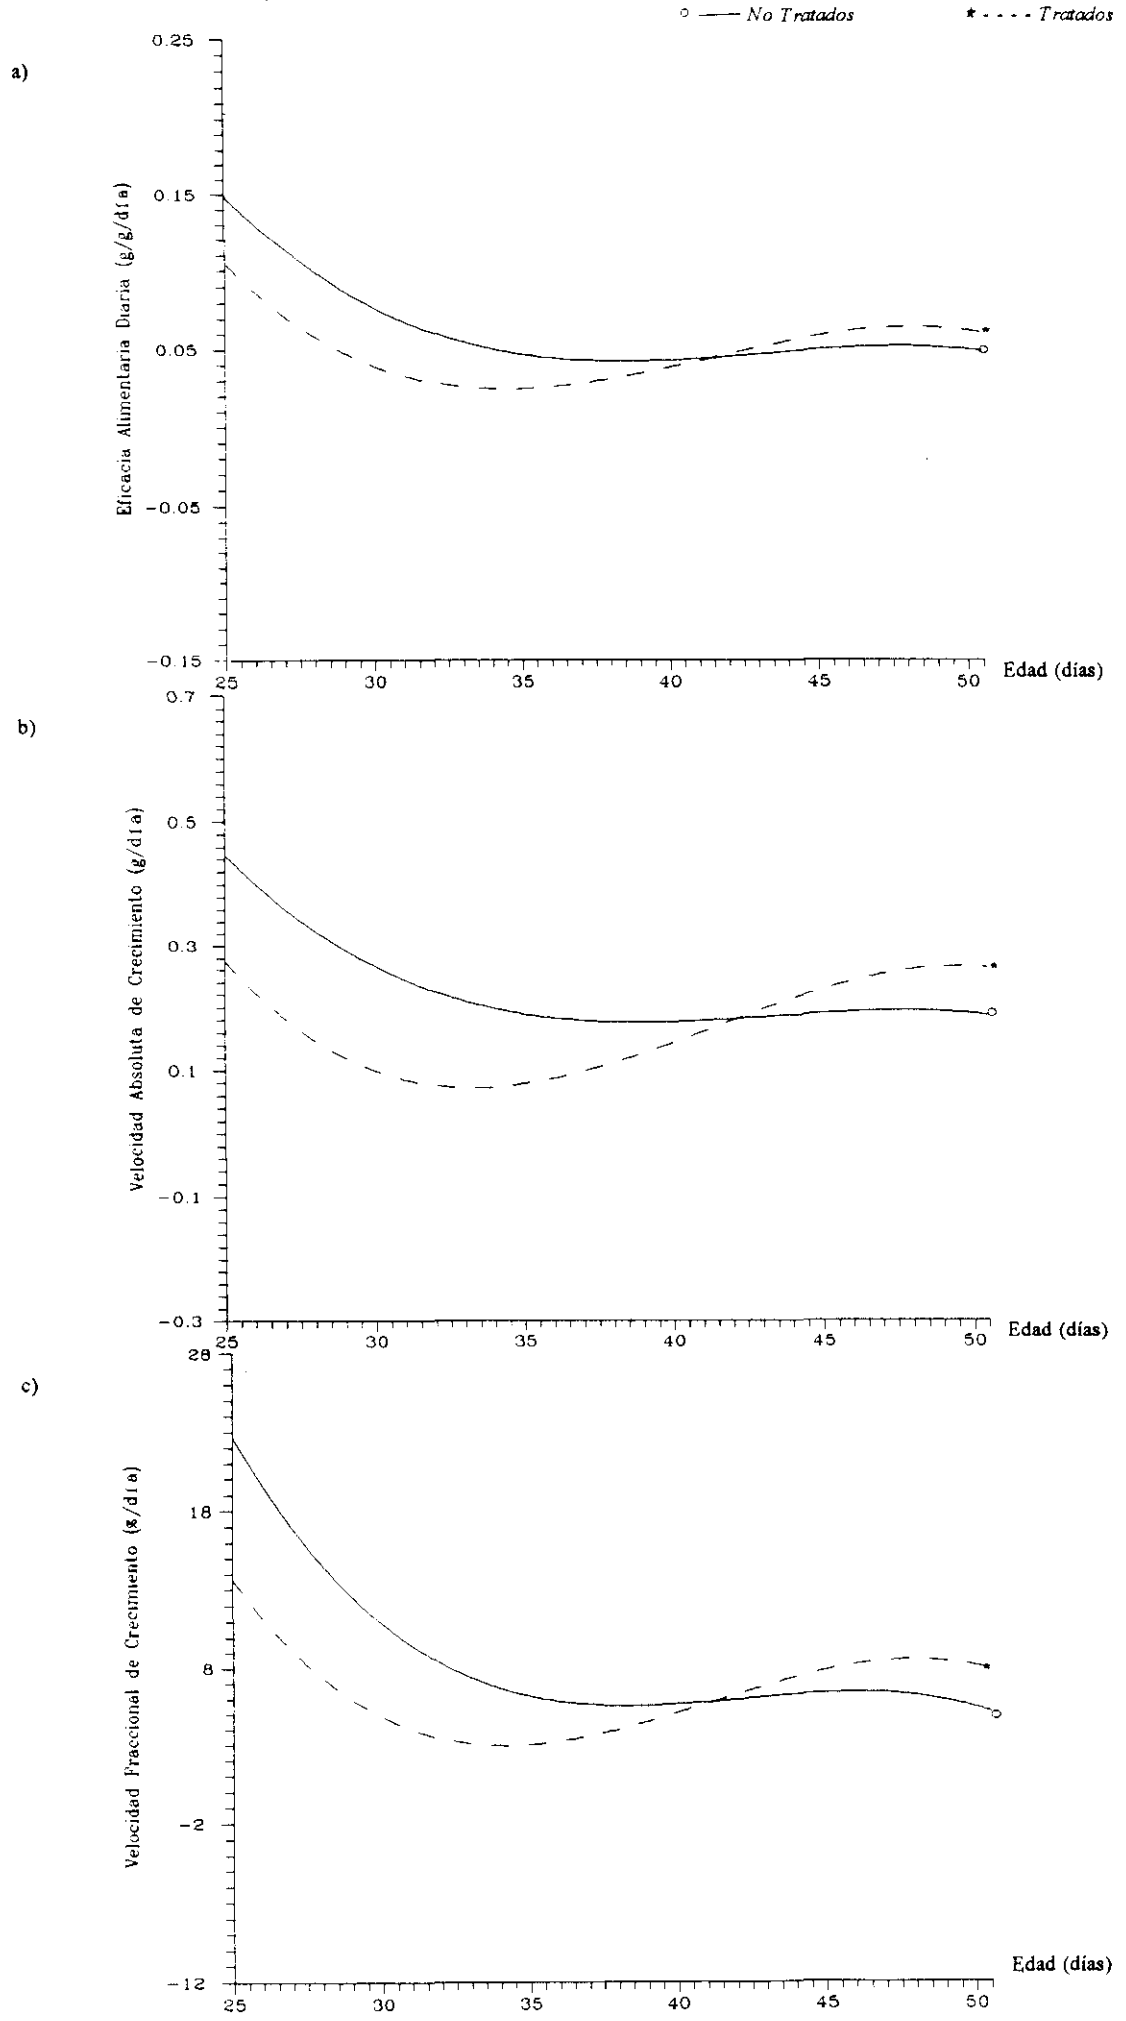 No Tratados Tratados
a)
Eficacia Alimentaria Diaria (g/g/día)
0.25
0.15
0.05
-0.05
-0.15
25 30 35 40 45 50 Edad (días)
b)
Velocidad Absoluta de Crecimiento (g/día)
0.7
0.5
0.3
0.1
-0.1
-0.3
25 30 35 40 45 50 Edad (días)
c)
Velocidad Fraccional de Crecimiento (%/día)
28
18
8
-2
-12
Edad (días)
25 30 35 40 45 50